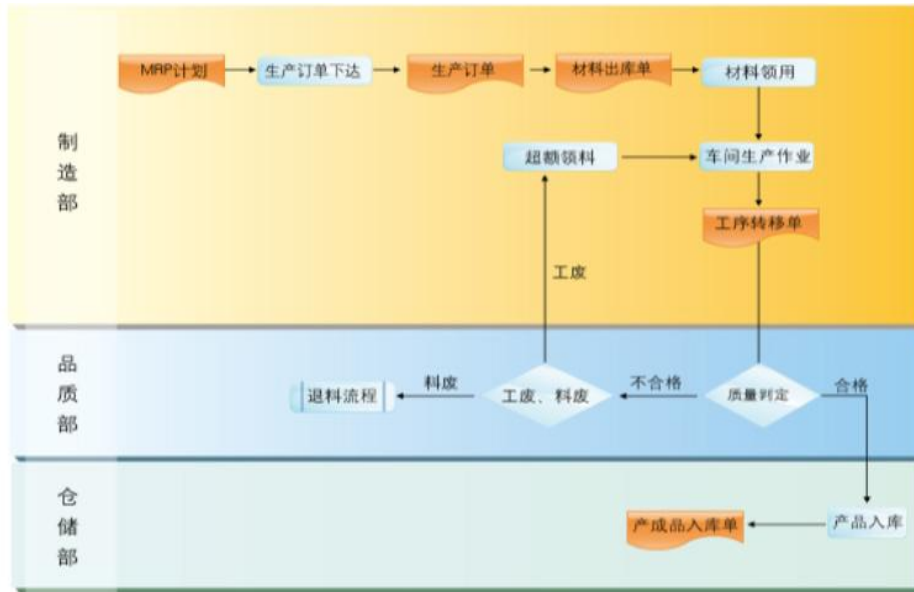 制造部
MRP计划
生产订单下达
生产订单
材料出库单
材料领用
超额领料
车间生产作业
工序转移单
工废
品质部
退料流程
料废
工废、料废
不合格
质量判定
合格
仓储部
产成品入库单
产品入库